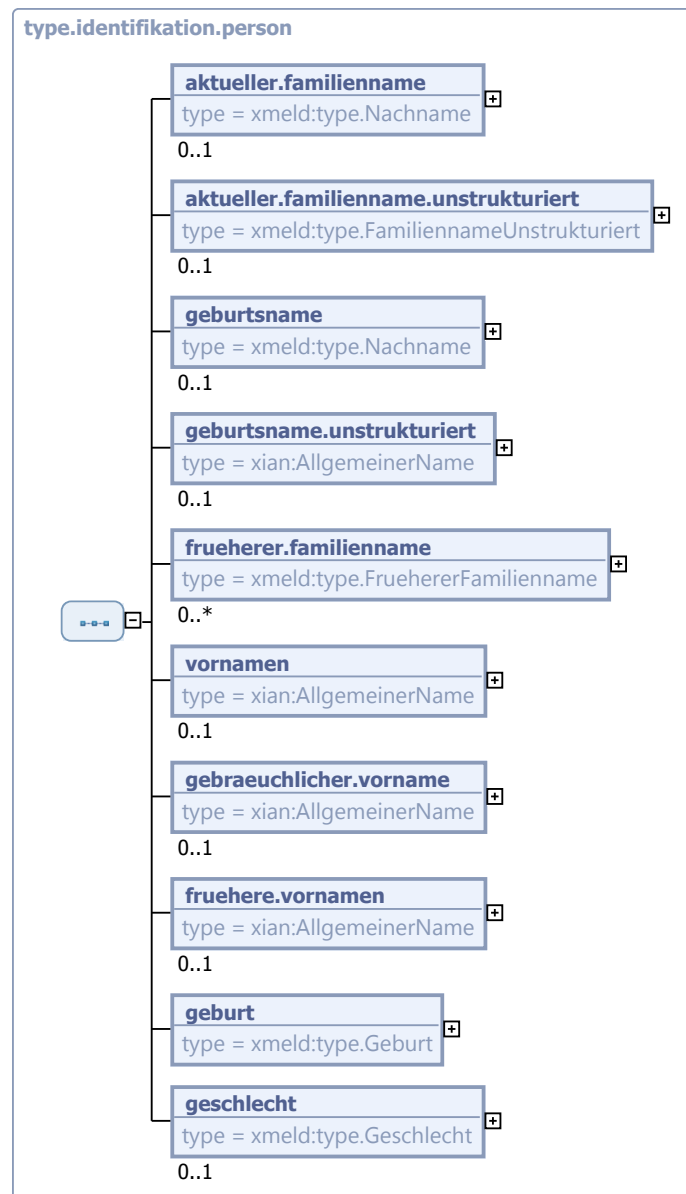 type.identifikation.person
aktueller.familienname
type = xmeld:type.Nachname
0..1
aktueller.familienname.unstrukturiert
type = xmeld:type.FamiliennameUnstrukturiert
0..1
geburtsname
type = xmeld:type.Nachname
0..1
geburtsname.unstrukturiert
type = xian:AllgemeinerName
0..1
frueherer.familienname
type = xmeld:type.FruehererFamilienname
0..*
vornamen
type = xian:AllgemeinerName
0..1
gebraeuchlicher.vorname
type = xian:AllgemeinerName
0..1
fruehere.vornamen
type = xian:AllgemeinerName
0..1
geburt
type = xmeld:type.Geburt
geschlecht
type = xmeld:type.Geschlecht
0..1